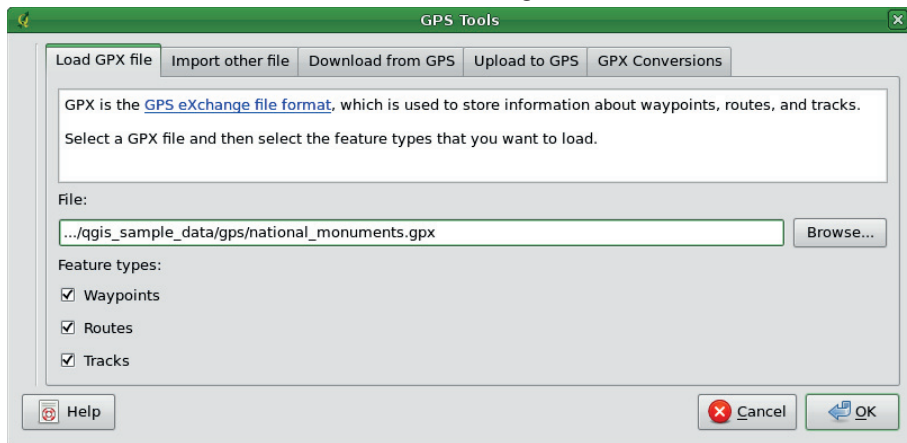 GPS Tools
Load GPX file Import other file Download from GPS Upload to GPS GPX Conversions
GPX is the GPS eXchange file format, which is used to store information about waypoints, routes, and tracks.
Select a GPX file and then select the feature types that you want to load.
File:
.../qgis_sample_data/gps/national_monuments.gpx Browse...
Feature types:
Waypoints
Routes
Tracks
Help Cancel OK